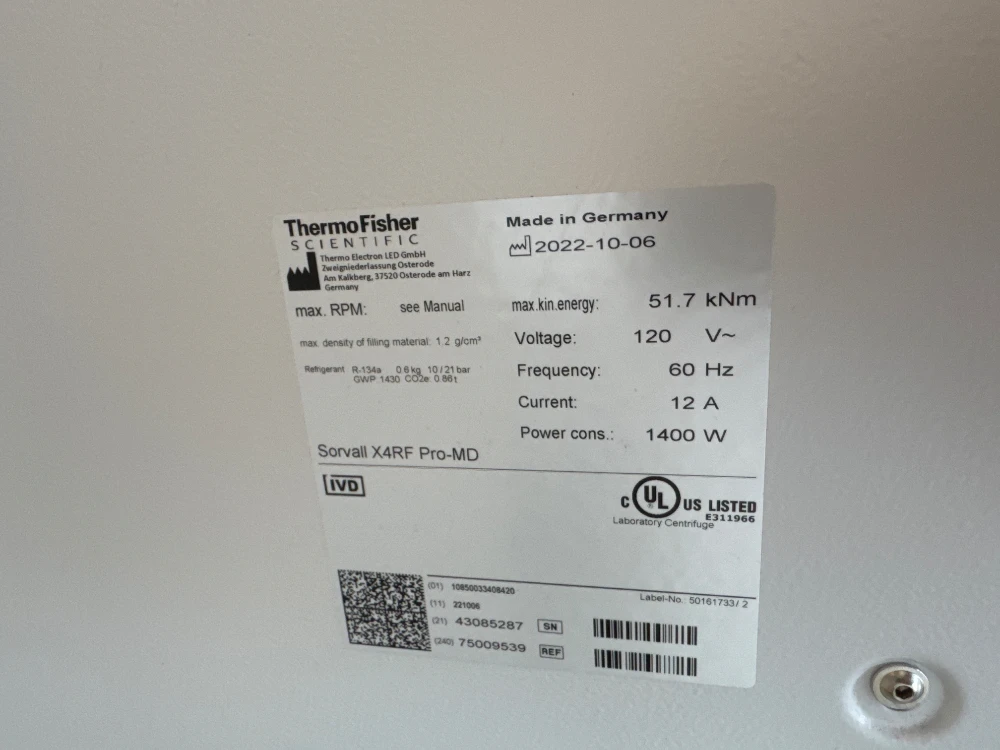 ThermoFisher
SCIENTIFIC
Thermo Electron LED GmbH
Zweigniederlassung Osterode
Am Kalkberg, 37520 Osterode am Harz
Germany
Made in Germany
2022-10-06
max. RPM: see Manual
max. density of filling material: 1,2 g/cm³
Refrigerant R-134a 0.6 kg 10/21 bar
GWP 1430 CO2e: 0.86 t
max.kin.energy: 51.7 kNm
Voltage: 120 V~
Frequency: 60 Hz
Current: 12 A
Power cons.: 1400 W
Sorvall X4RF Pro-MD
IVD
C UL US LISTED
E311966
Laboratory Centrifuge
Label-No.: 50161733/ 2
(01) 10850033408420
(11) 221006
(21) 43085287 SN
(240) 75009539 REF